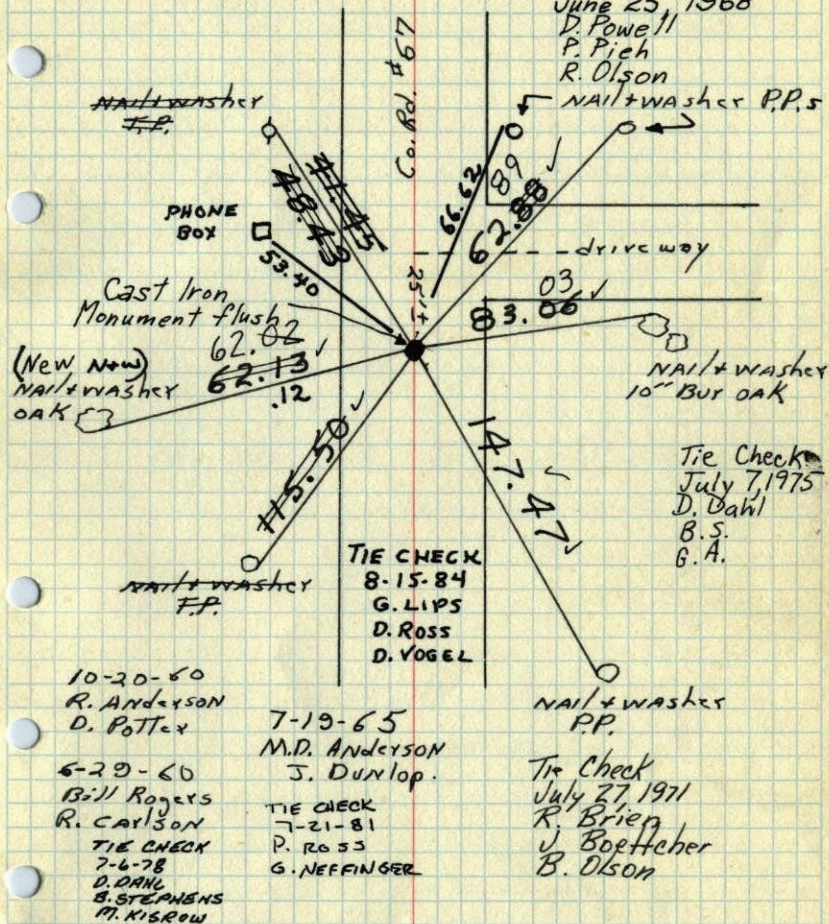 June 25, 1968
D. Powell
P. Pieh
R. Olson
NAIL + WASHER P.P.s
Co. Rd. #67
NAIL + WASHER
F.P.
48.43
41.45
66.62
89
62.88
PHONE
BOX
53.40
25'±
driveway
Cast Iron
Monument flush
03
83.06
62.02
(New N+W)
62.13
NAIL + WASHER
.12
OAK
NAIL + WASHER
10" Bur OAK
115.50
147.47
Tie Check
July 7, 1975
D. Dahl
B.S.
G.A.
TIE CHECK
8-15-84
G. LIPS
D. ROSS
D. VOGEL
NAIL + WASHER
F.P.
NAIL + WASHER
P.P.
10-20-60
R. Anderson
D. Potter
7-19-65
M.D. Anderson
J. Dunlop.
6-29-60
Bill Rogers
R. Carlson
TIE CHECK
7-6-78
D. DAHL
B. STEPHENS
M. KISROW
TIE CHECK
7-21-81
P. ROSS
G. NEFFINGER
Tie Check
July 27, 1971
R. Brien
J Boettcher
B. Olson